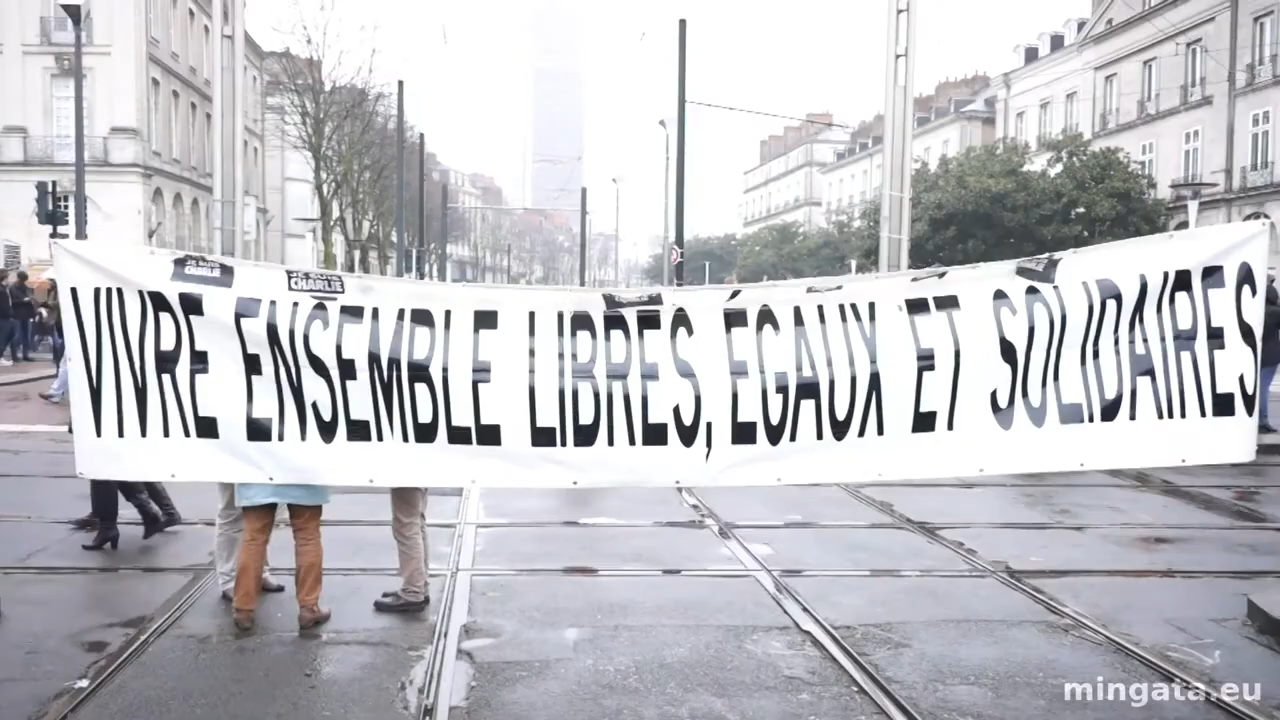 JE SUIS
CHARLIE
JE SUIS
CHARLIE
VIVRE ENSEMBLE LIBRES, ÉGAUX ET SOLIDAIRES
mingata.eu